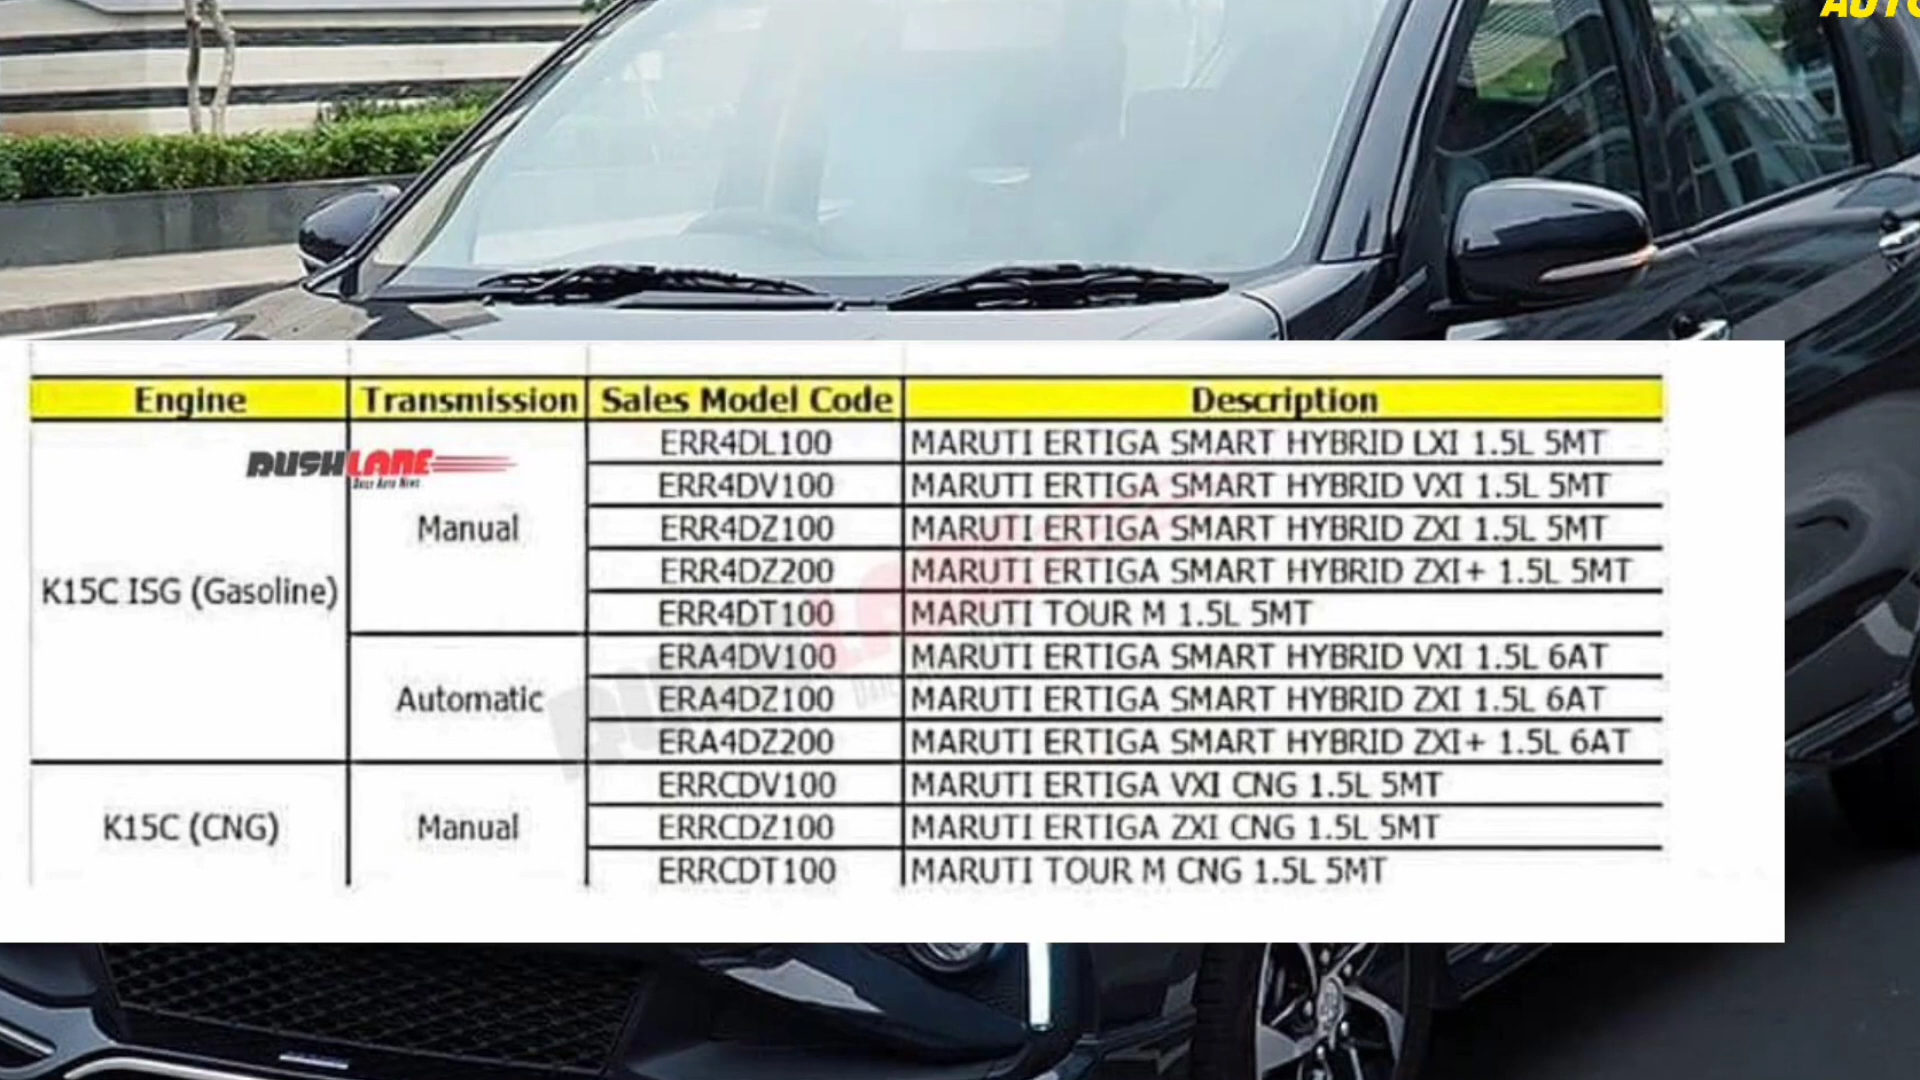 AUTO
Engine Transmission Sales Model Code Description
ERR4DL100 MARUTI ERTIGA SMART HYBRID LXI 1.5L 5MT
RUSHLANE
DAILY AUTO NEWS
ERR4DV100 MARUTI ERTIGA SMART HYBRID VXI 1.5L 5MT
Manual ERR4DZ100 MARUTI ERTIGA SMART HYBRID ZXI 1.5L 5MT
K15C ISG (Gasoline) ERR4DZ200 MARUTI ERTIGA SMART HYBRID ZXI+ 1.5L 5MT
ERR4DT100 MARUTI TOUR M 1.5L 5MT
ERA4DV100 MARUTI ERTIGA SMART HYBRID VXI 1.5L 6AT
Automatic ERA4DZ100 MARUTI ERTIGA SMART HYBRID ZXI 1.5L 6AT
ERA4DZ200 MARUTI ERTIGA SMART HYBRID ZXI+ 1.5L 6AT
ERRCDV100 MARUTI ERTIGA VXI CNG 1.5L 5MT
K15C (CNG) Manual ERRCDZ100 MARUTI ERTIGA ZXI CNG 1.5L 5MT
ERRCDT100 MARUTI TOUR M CNG 1.5L 5MT